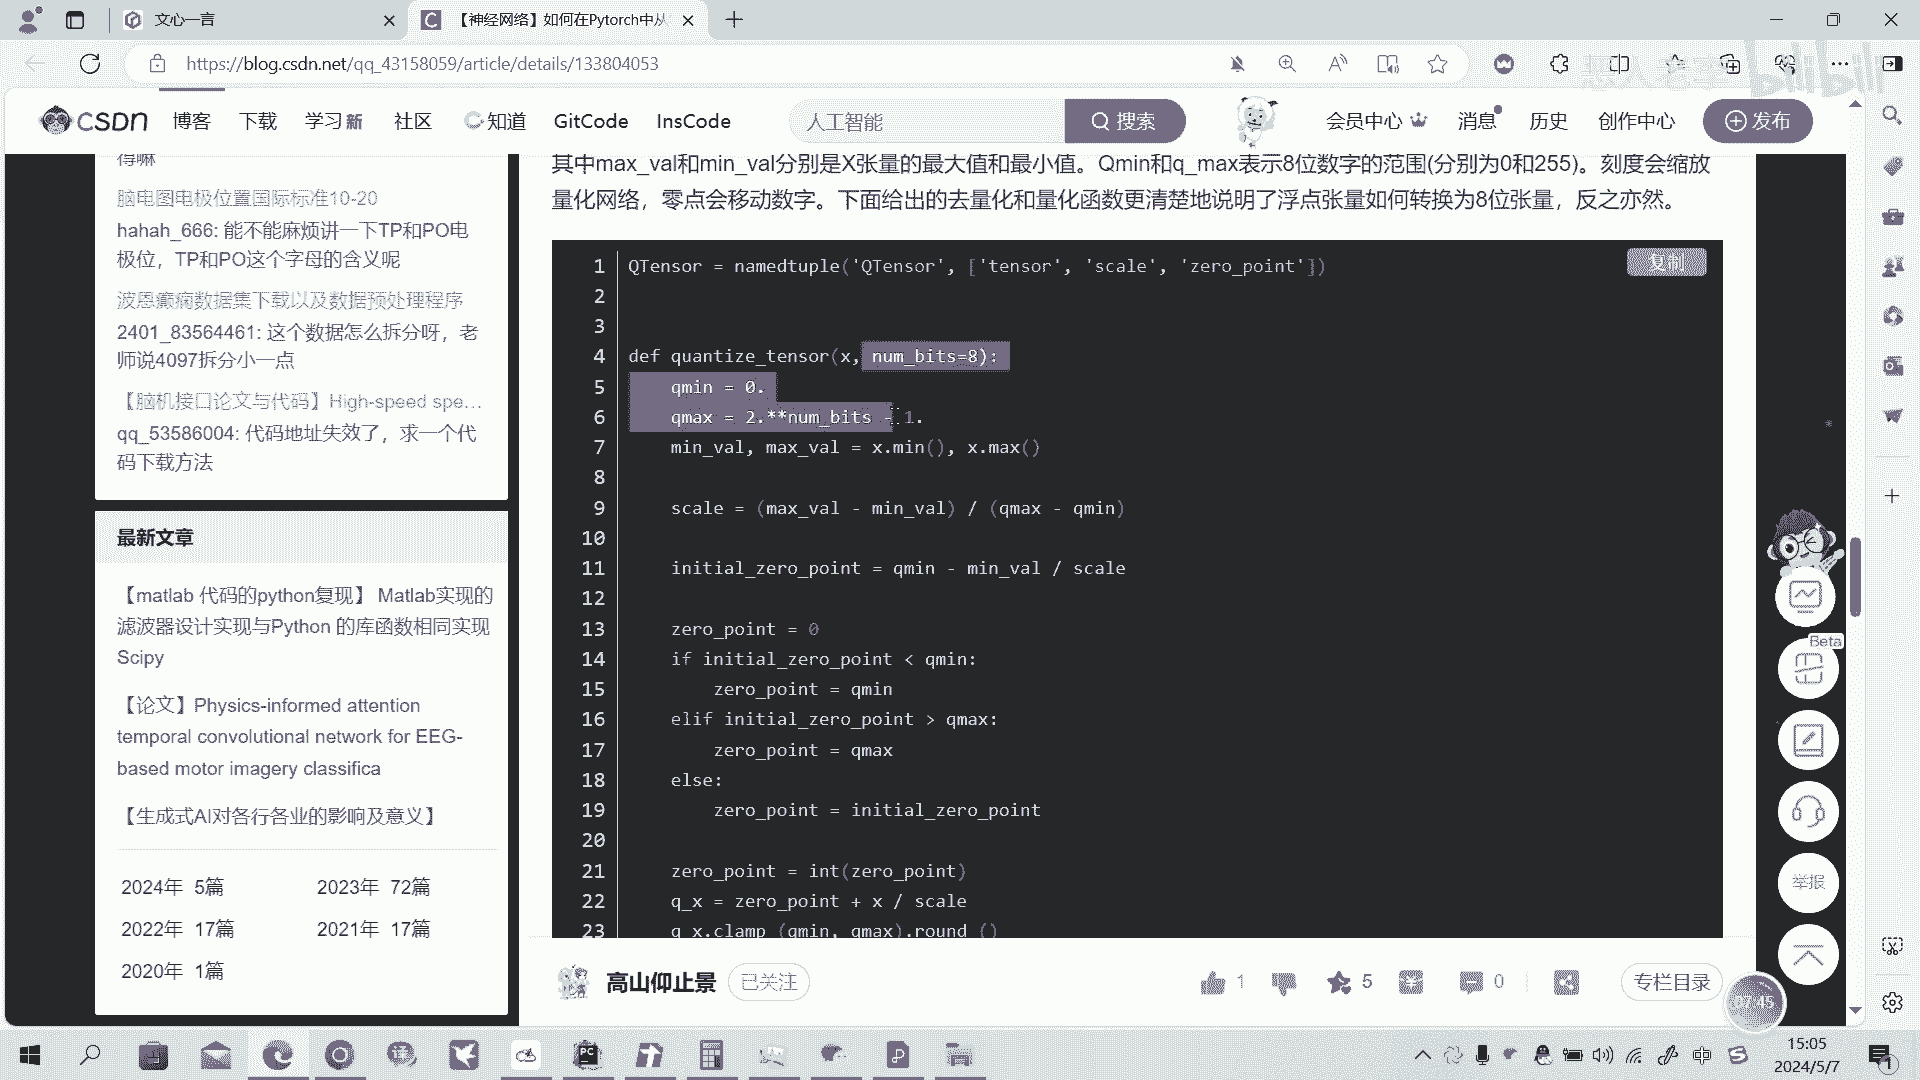 文心一言
【神经网络】如何在Pytorch中从
https://blog.csdn.net/qq_43158059/article/details/133804053
bilibili
CSDN 博客 下载 学习新 社区 知道 GitCode InsCode 人工智能 搜索 会员中心 消息 历史 创作中心 发布
得嘛
脑电图电极位置国际标准10-20
hahah_666: 能不能麻烦讲一下TP和PO电
极位，TP和PO这个字母的含义呢
波恩癫痫数据集下载以及数据预处理程序
2401_83564461: 这个数据怎么拆分呀，老
师说4097拆分小一点
【脑机接口论文与代码】High-speed spe…
qq_53586004: 代码地址失效了，求一个代
码下载方法
最新文章
【matlab 代码的python复现】 Matlab实现的
滤波器设计实现与Python 的库函数相同实现
Scipy
【论文】Physics-informed attention
temporal convolutional network for EEG-
based motor imagery classifica
【生成式AI对各行各业的影响及意义】
2024年 5篇 2023年 72篇
2022年 17篇 2021年 17篇
2020年 1篇
其中max_val和min_val分别是X张量的最大值和最小值。Qmin和q_max表示8位数字的范围(分别为0和255)。刻度会缩放
量化网络，零点会移动数字。下面给出的去量化和量化函数更清楚地说明了浮点张量如何转换为8位张量，反之亦然。
复制
1 QTensor = namedtuple('QTensor', ['tensor', 'scale', 'zero_point'])
2
3
4 def quantize_tensor(x, num_bits=8):
5 qmin = 0.
6 qmax = 2.**num_bits - 1.
7 min_val, max_val = x.min(), x.max()
8
9 scale = (max_val - min_val) / (qmax - qmin)
10
11 initial_zero_point = qmin - min_val / scale
12
13 zero_point = 0
14 if initial_zero_point < qmin:
15 zero_point = qmin
16 elif initial_zero_point > qmax:
17 zero_point = qmax
18 else:
19 zero_point = initial_zero_point
20
21 zero_point = int(zero_point)
22 q_x = zero_point + x / scale
23 q_x.clamp (qmin, qmax).round ()
高山仰止景 已关注 1 5 0 专栏目录
Beta
举报
07:45
中
15:05
2024/5/7
1